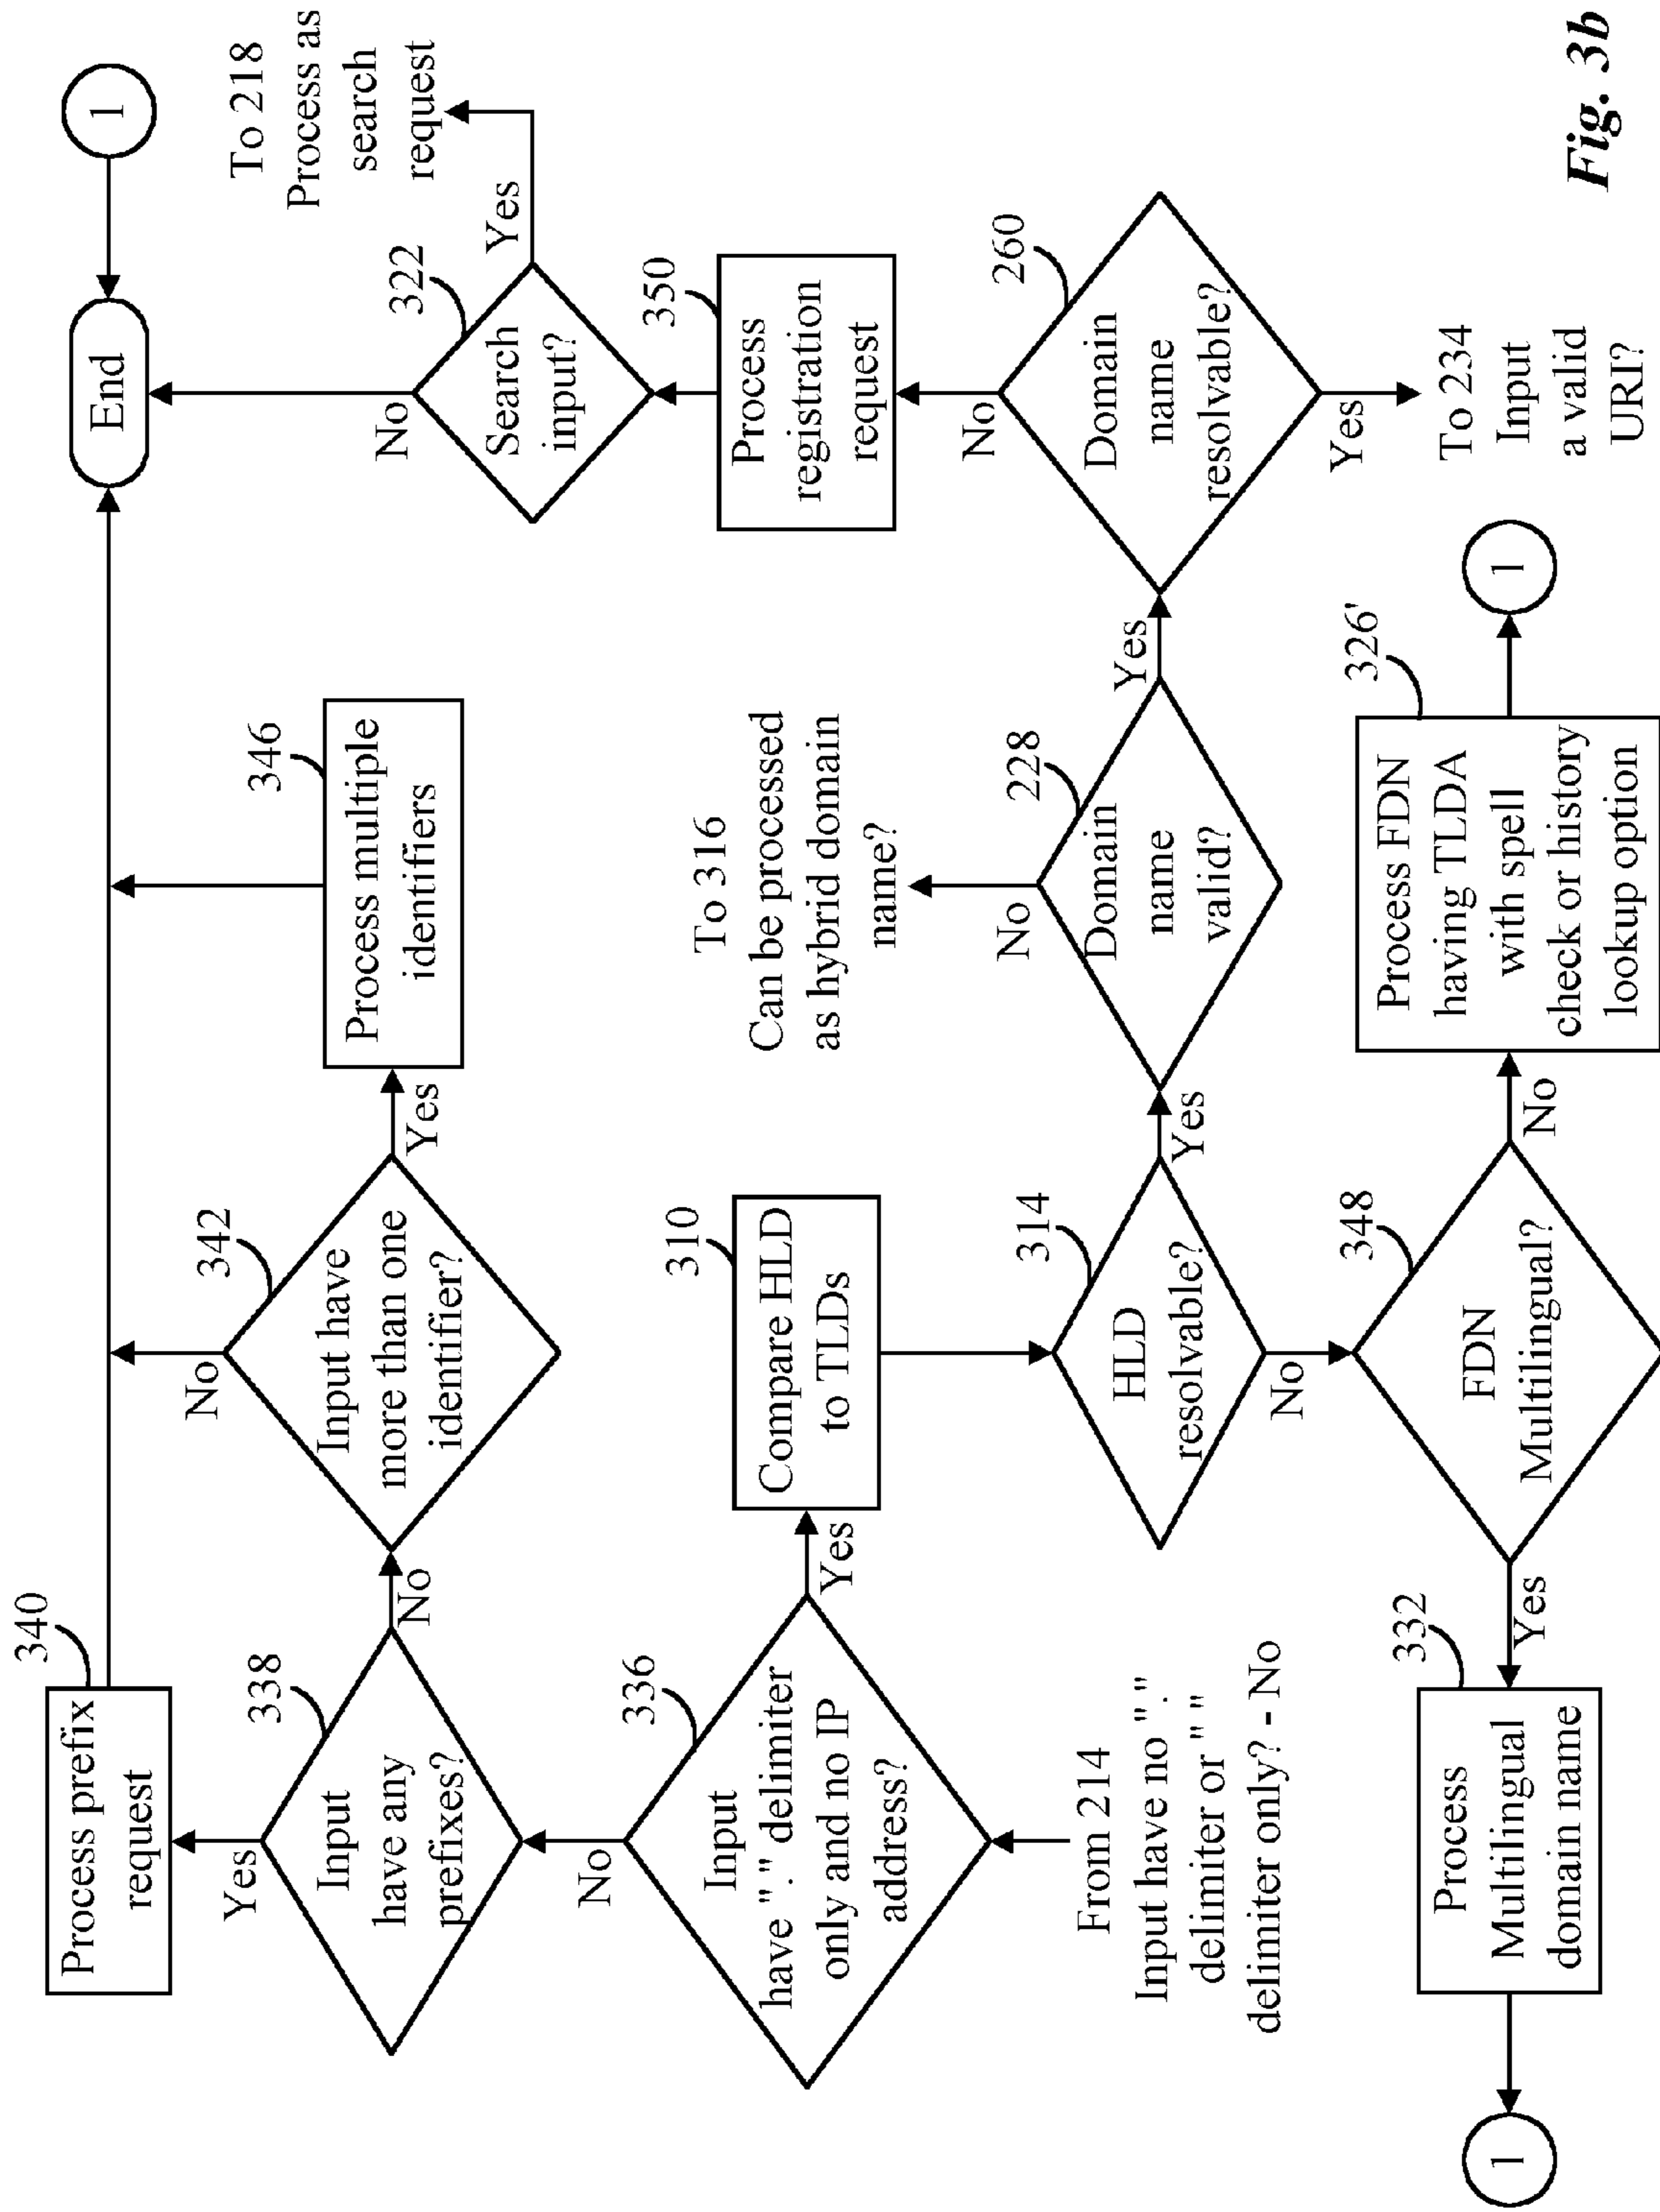 340
Process prefix
request
End
1
Yes
338
Input
have any
prefixes?
No
342
No
Input have
more than one
identifier?
Yes
346
Process multiple
identifiers
To 218
Process as
search
request
No
322
Search
input?
Yes
No
336
Input
have "." delimiter
only and no IP
address?
Yes
310
Compare HLD
to TLDs
To 316
Can be processed
as hybrid domain
name?
350
Process
registration
request
From 214
Input have no "."
delimiter or " "
delimiter only? - No
314
HLD
resolvable?
Yes
No
No
228
Domain
name
valid?
Yes
No
260
Domain
name
resolvable?
Yes
To 234
Input
a valid
URI?
1
332
Process
Multilingual
domain name
Yes
348
FDN
Multilingual?
No
326'
Process FDN
having TLDA
with spell
check or history
lookup option
1
Fig. 3b